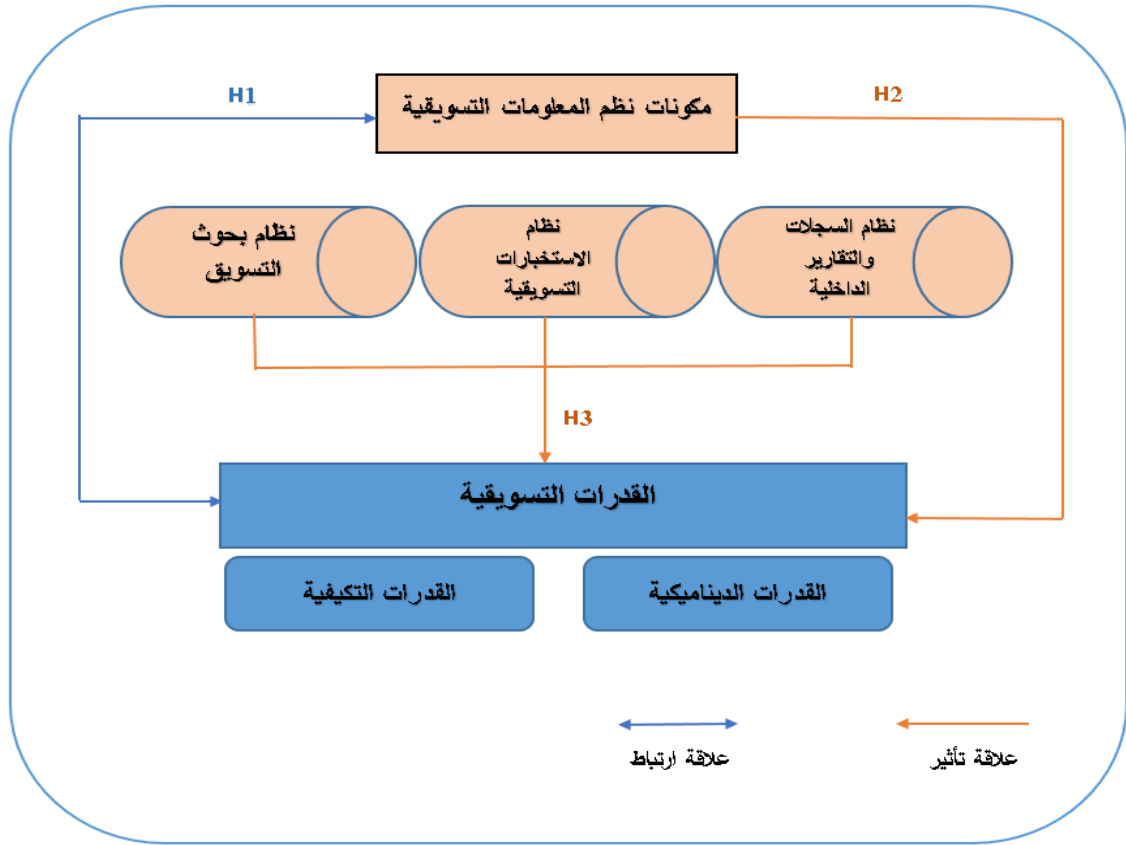 H1
مكونات نظم المعلومات التسويقية
H2
نظام السجلات
والتقارير
الداخلية
نظام
الاستخبارات
التسويقية
نظام بحوث
التسويق
H3
القدرات التسويقية
القدرات الديناميكية
القدرات التكيفية
علاقة تأثير
علاقة ارتباط